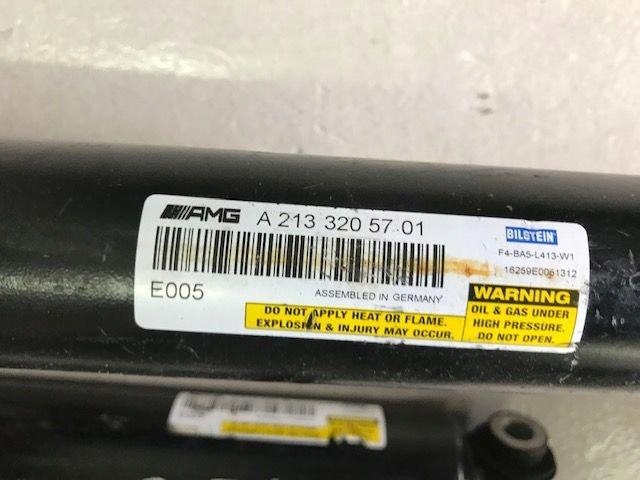 AMG A 213 320 57 01
BILSTEIN
F4-BA5-L413-W1
16259E0061312
E005
ASSEMBLED IN GERMANY
DO NOT APPLY HEAT OR FLAME.
EXPLOSION & INJURY MAY OCCUR.
WARNING
OIL & GAS UNDER
HIGH PRESSURE.
DO NOT OPEN.